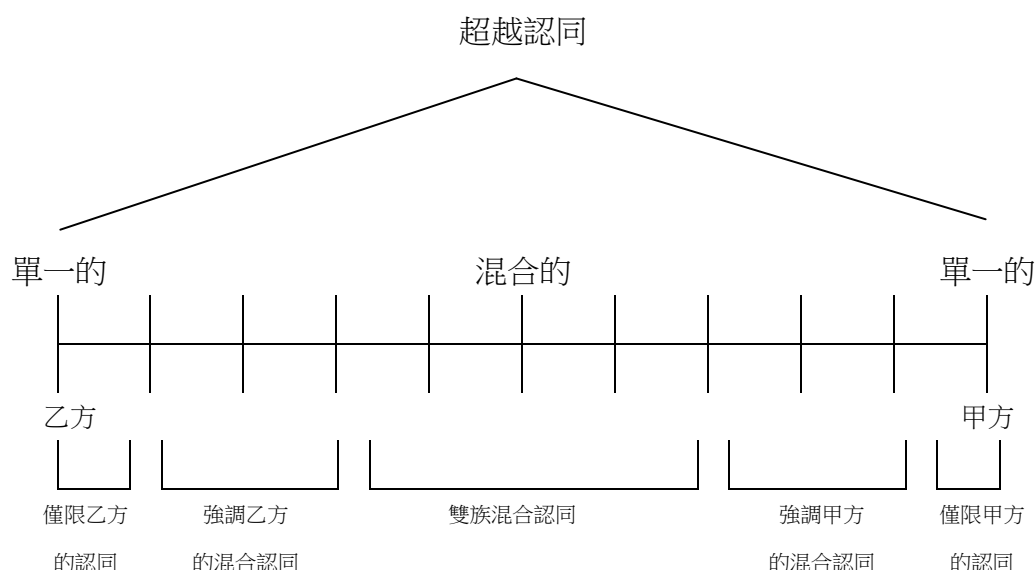 超越認同
單一的 混合的 單一的
乙方 甲方
僅限乙方 強調乙方 雙族混合認同 強調甲方 僅限甲方
的認同 的混合認同 的混合認同 的認同